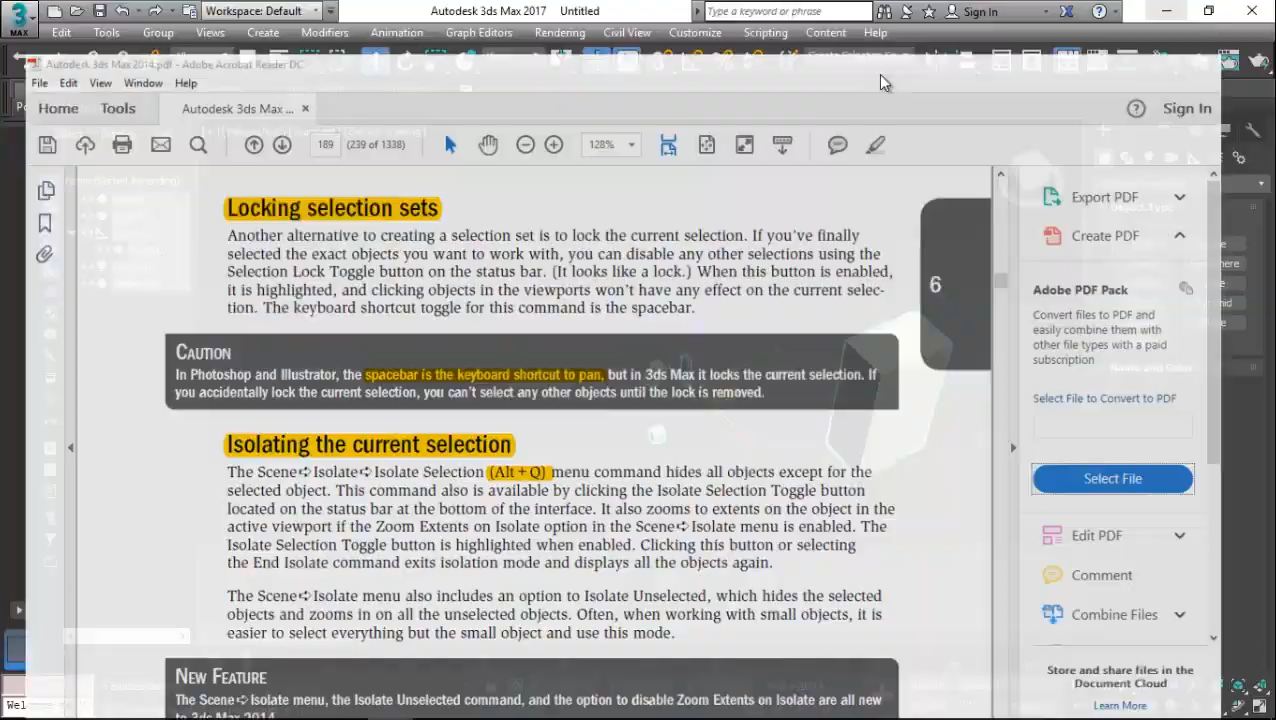 MAX
Workspace: Default
Autodesk 3ds Max 2017 Untitled
Type a keyword or phrase
Sign In
Edit Tools Group Views Create Modifiers Animation Graph Editors Rendering Civil View Customize Scripting Content Help
Autodesk 3ds Max 2014.pdf - Adobe Acrobat Reader DC
File Edit View Window Help
Home Tools Autodesk 3ds Max ... Sign In
189 (239 of 1338) 128%
Locking selection sets
Another alternative to creating a selection set is to lock the current selection. If you've finally
selected the exact objects you want to work with, you can disable any other selections using the
Selection Lock Toggle button on the status bar. (It looks like a lock.) When this button is enabled,
it is highlighted, and clicking objects in the viewports won't have any effect on the current selec-
tion. The keyboard shortcut toggle for this command is the spacebar.
6
CAUTION
In Photoshop and Illustrator, the spacebar is the keyboard shortcut to pan, but in 3ds Max it locks the current selection. If
you accidentally lock the current selection, you can't select any other objects until the lock is removed.
Isolating the current selection
The Scene➪Isolate➪Isolate Selection (Alt + Q) menu command hides all objects except for the
selected object. This command also is available by clicking the Isolate Selection Toggle button
located on the status bar at the bottom of the interface. It also zooms to extents on the object in the
active viewport if the Zoom Extents on Isolate option in the Scene➪Isolate menu is enabled. The
Isolate Selection Toggle button is highlighted when enabled. Clicking this button or selecting
the End Isolate command exits isolation mode and displays all the objects again.
The Scene➪Isolate menu also includes an option to Isolate Unselected, which hides the selected
objects and zooms in on all the unselected objects. Often, when working with small objects, it is
easier to select everything but the small object and use this mode.
NEW FEATURE
The Scene➪Isolate menu, the Isolate Unselected command, and the option to disable Zoom Extents on Isolate are all new
to 3ds Max 2014.
Export PDF
Create PDF
Adobe PDF Pack
Convert files to PDF and
easily combine them with
other file types with a paid
subscription
Select File to Convert to PDF
Select File
Edit PDF
Comment
Combine Files
Store and share files in the
Document Cloud
Learn More
Wel